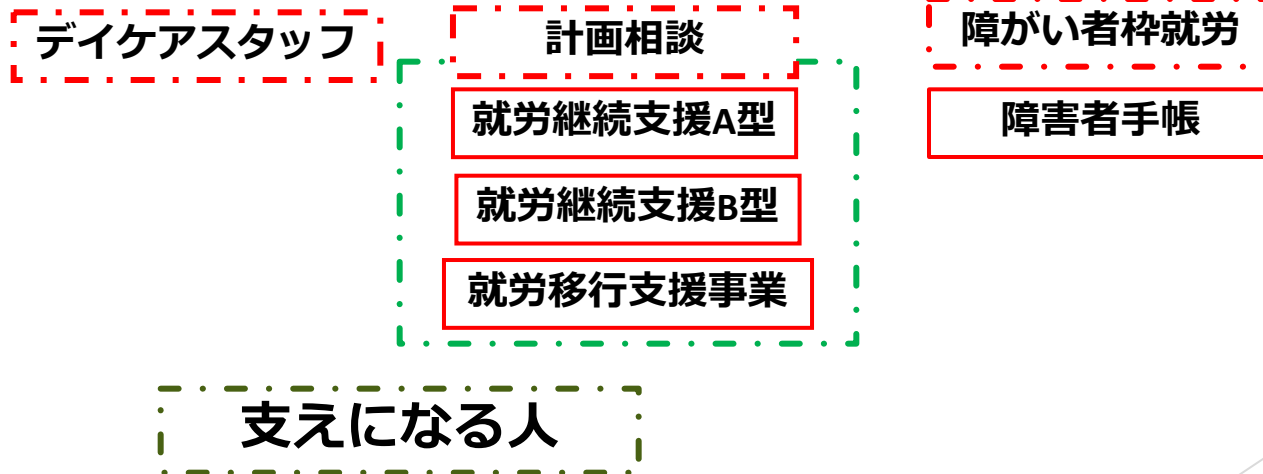 デイケアスタッフ
計画相談
障がい者枠就労
就労継続支援A型
障害者手帳
就労継続支援B型
就労移行支援事業
支えになる人